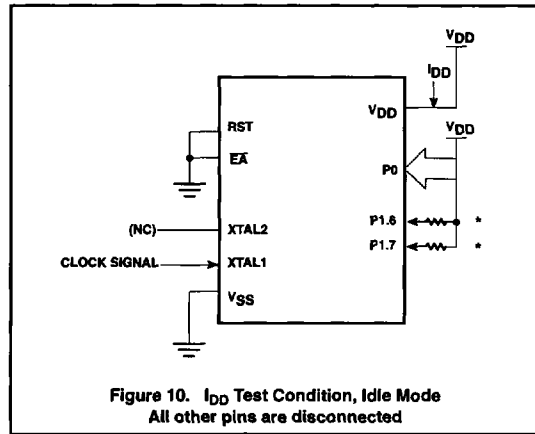 VDD
IDD
VDD
VDD
RST
EA
P0
P1.6 *
(NC) XTAL2
P1.7 *
CLOCK SIGNAL XTAL1
VSS
Figure 10. IDD Test Condition, Idle Mode
All other pins are disconnected